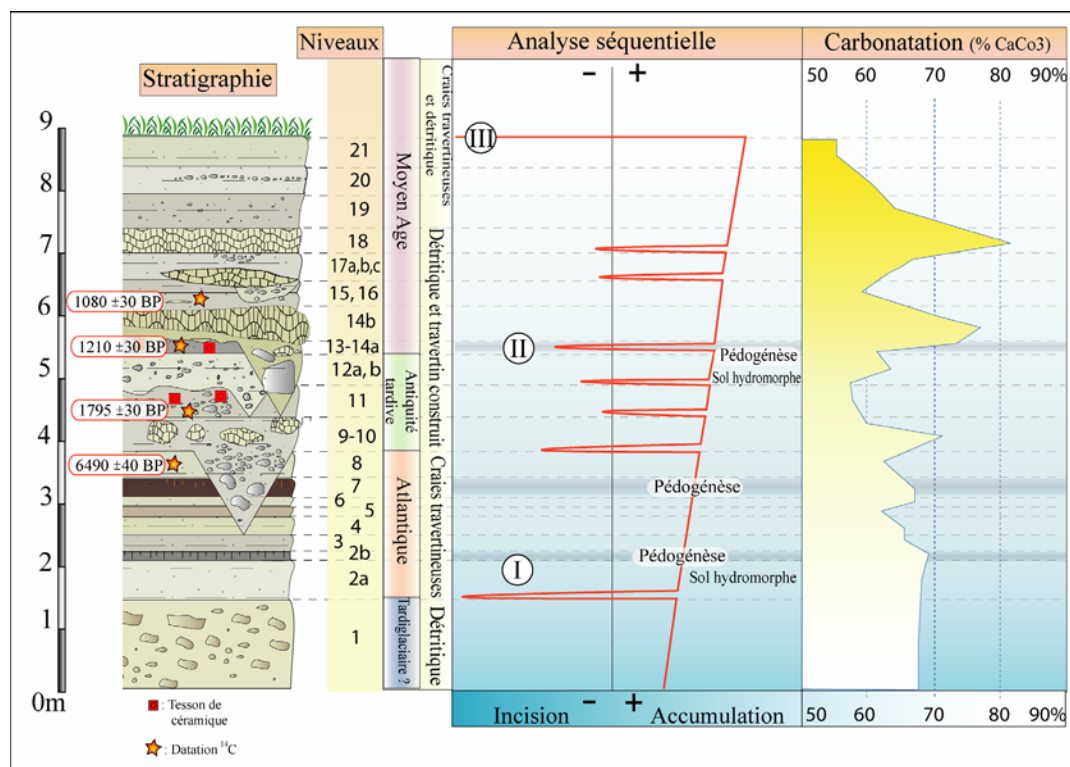 Niveaux
Analyse séquentielle
Carbonatation (% CaCo3)
Stratigraphie
- +
50 60 70 80 90%
9
8
7
6
5
4
3
2
1
0m
1080 ±30 BP
1210 ±30 BP
1795 ±30 BP
6490 ±40 BP
21
20
19
18
17a,b,c
15, 16
14b
13-14a
12a, b
11
9-10
8
7
6
5
4
3
2b
2a
1
Moyen Age
Antiquité
tardive
Atlantique
Tardiglaciaire ?
Craies travertineuses
et détritique
Détritique et travertin construit
Craies travertineuses
Détritique
III
II
Pédogénèse
Sol hydromorphe
Pédogénèse
Pédogénèse
I
Sol hydromorphe
- +
Incision
Accumulation
50 60 70 80 90%
: Tesson de
céramique
: Datation ¹⁴C